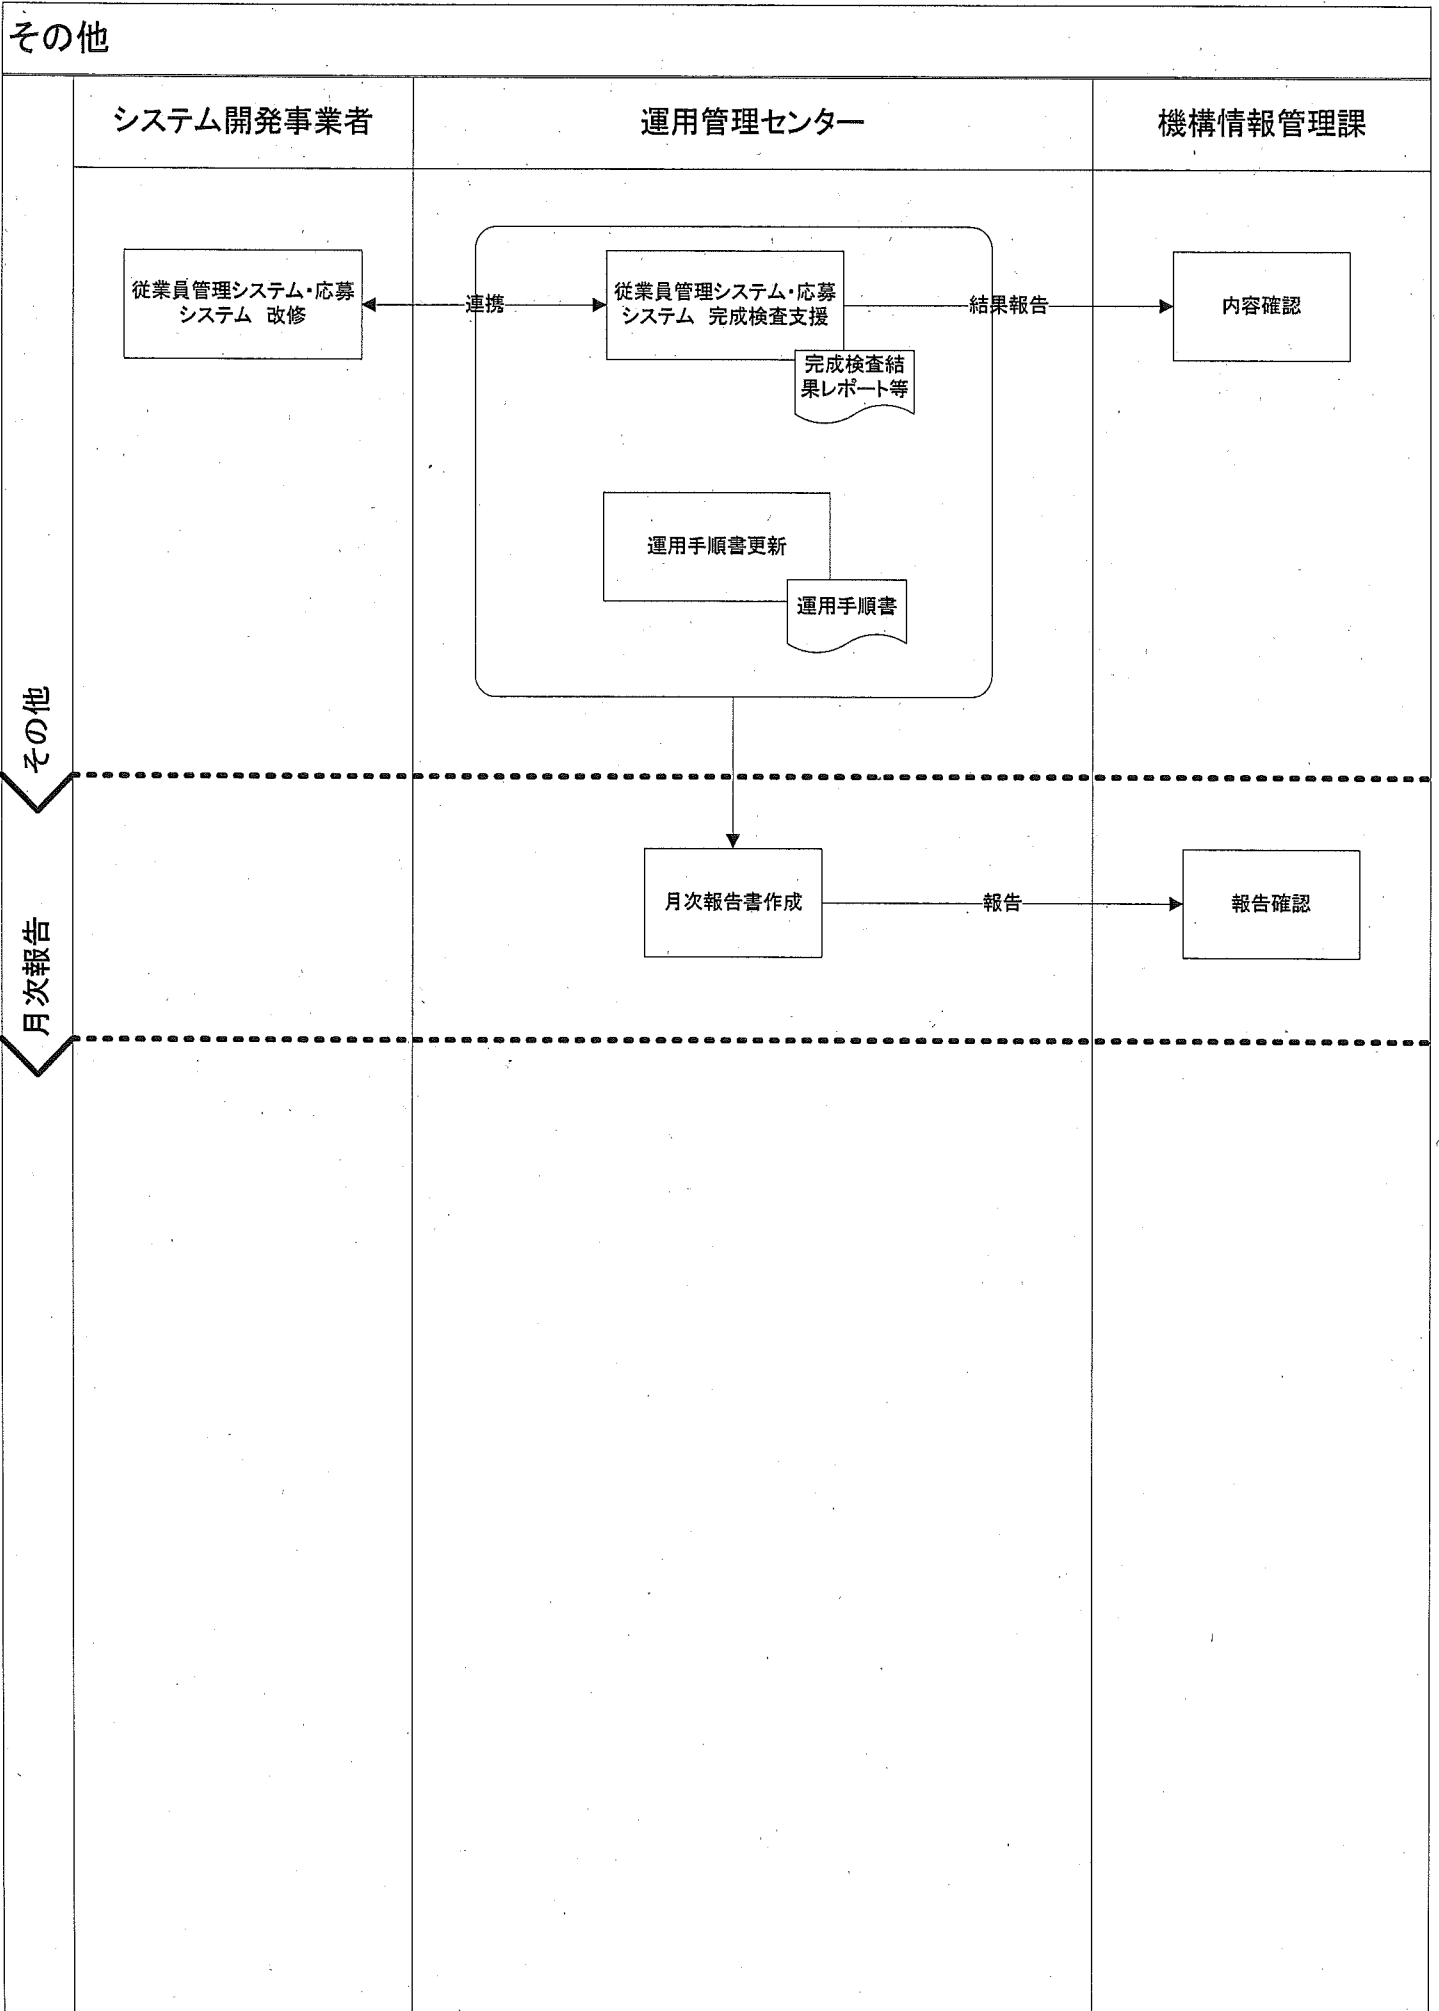 その他
システム開発事業者
運用管理センター
機構情報管理課
従業員管理システム・応募
システム 改修
連携
従業員管理システム・応募
システム 完成検査支援
結果報告
内容確認
完成検査結
果レポート等
運用手順書更新
運用手順書
その他
月次報告書作成
報告
報告確認
月次報告